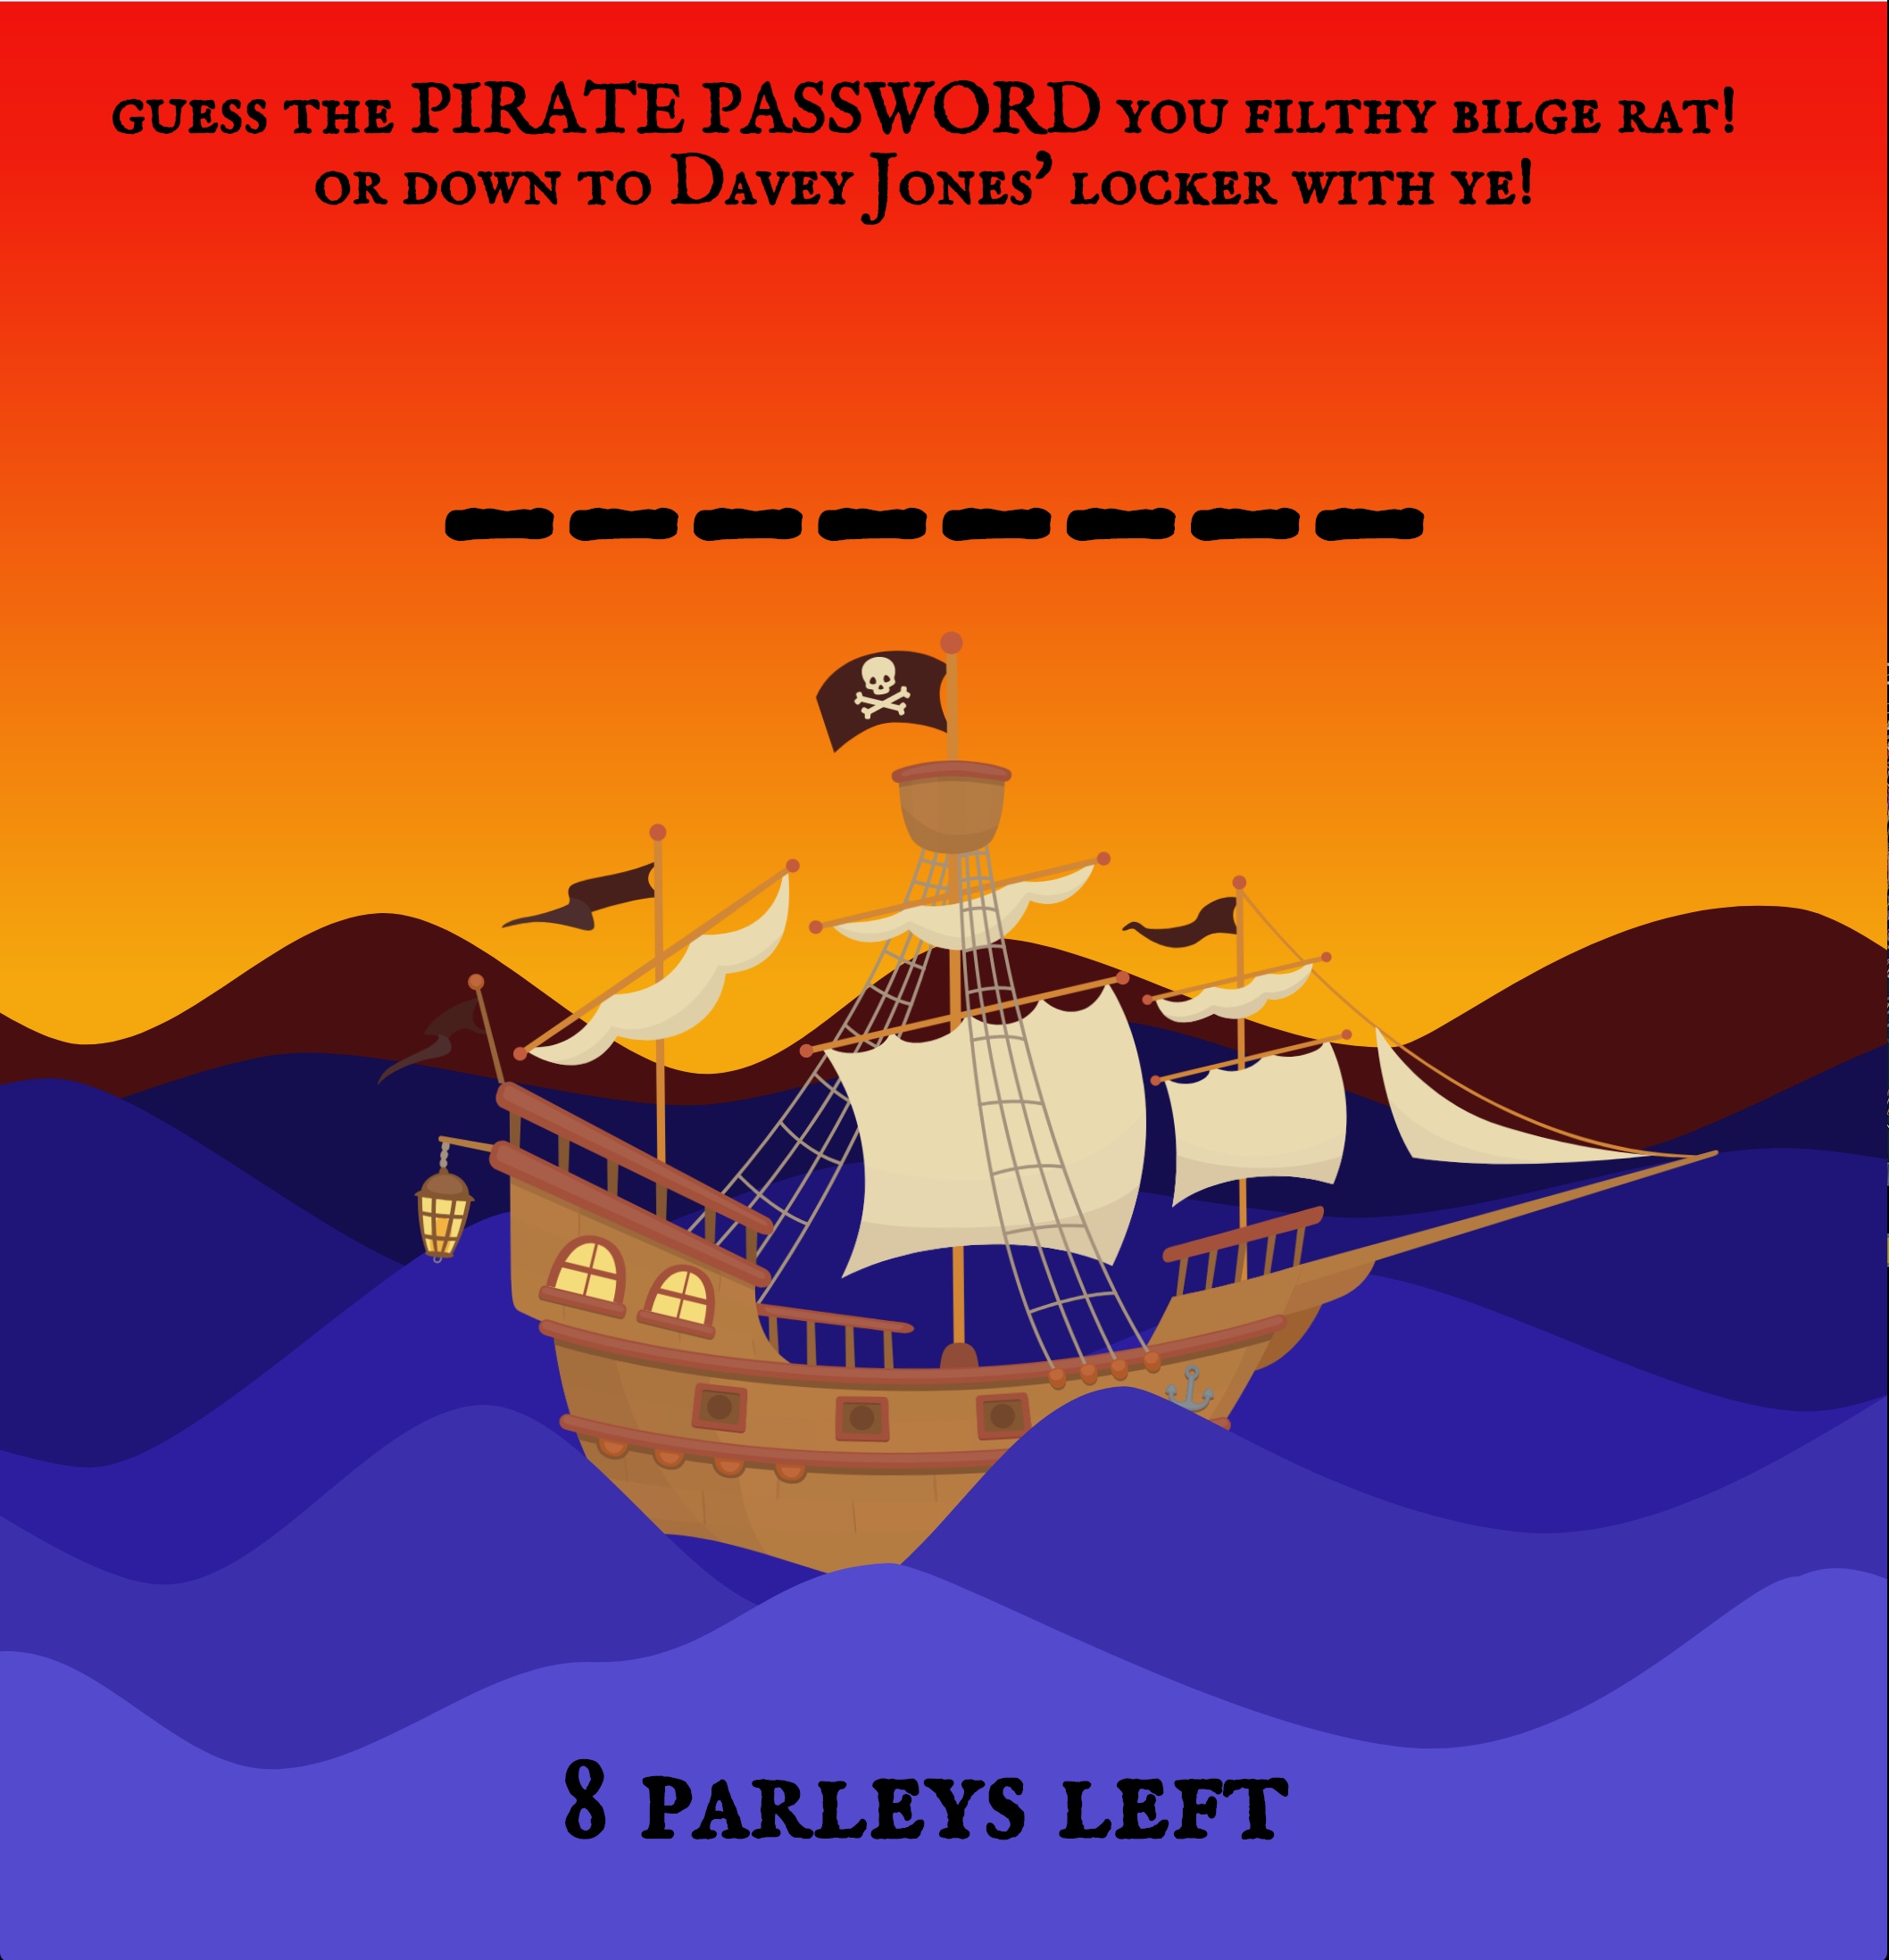 GUESS THE PIRATE PASSWORD YOU FILTHY BILGE RAT!
OR DOWN TO DAVEY JONES’ LOCKER WITH YE!
_ _ _ _ _ _ _ _
8 PARLEYS LEFT